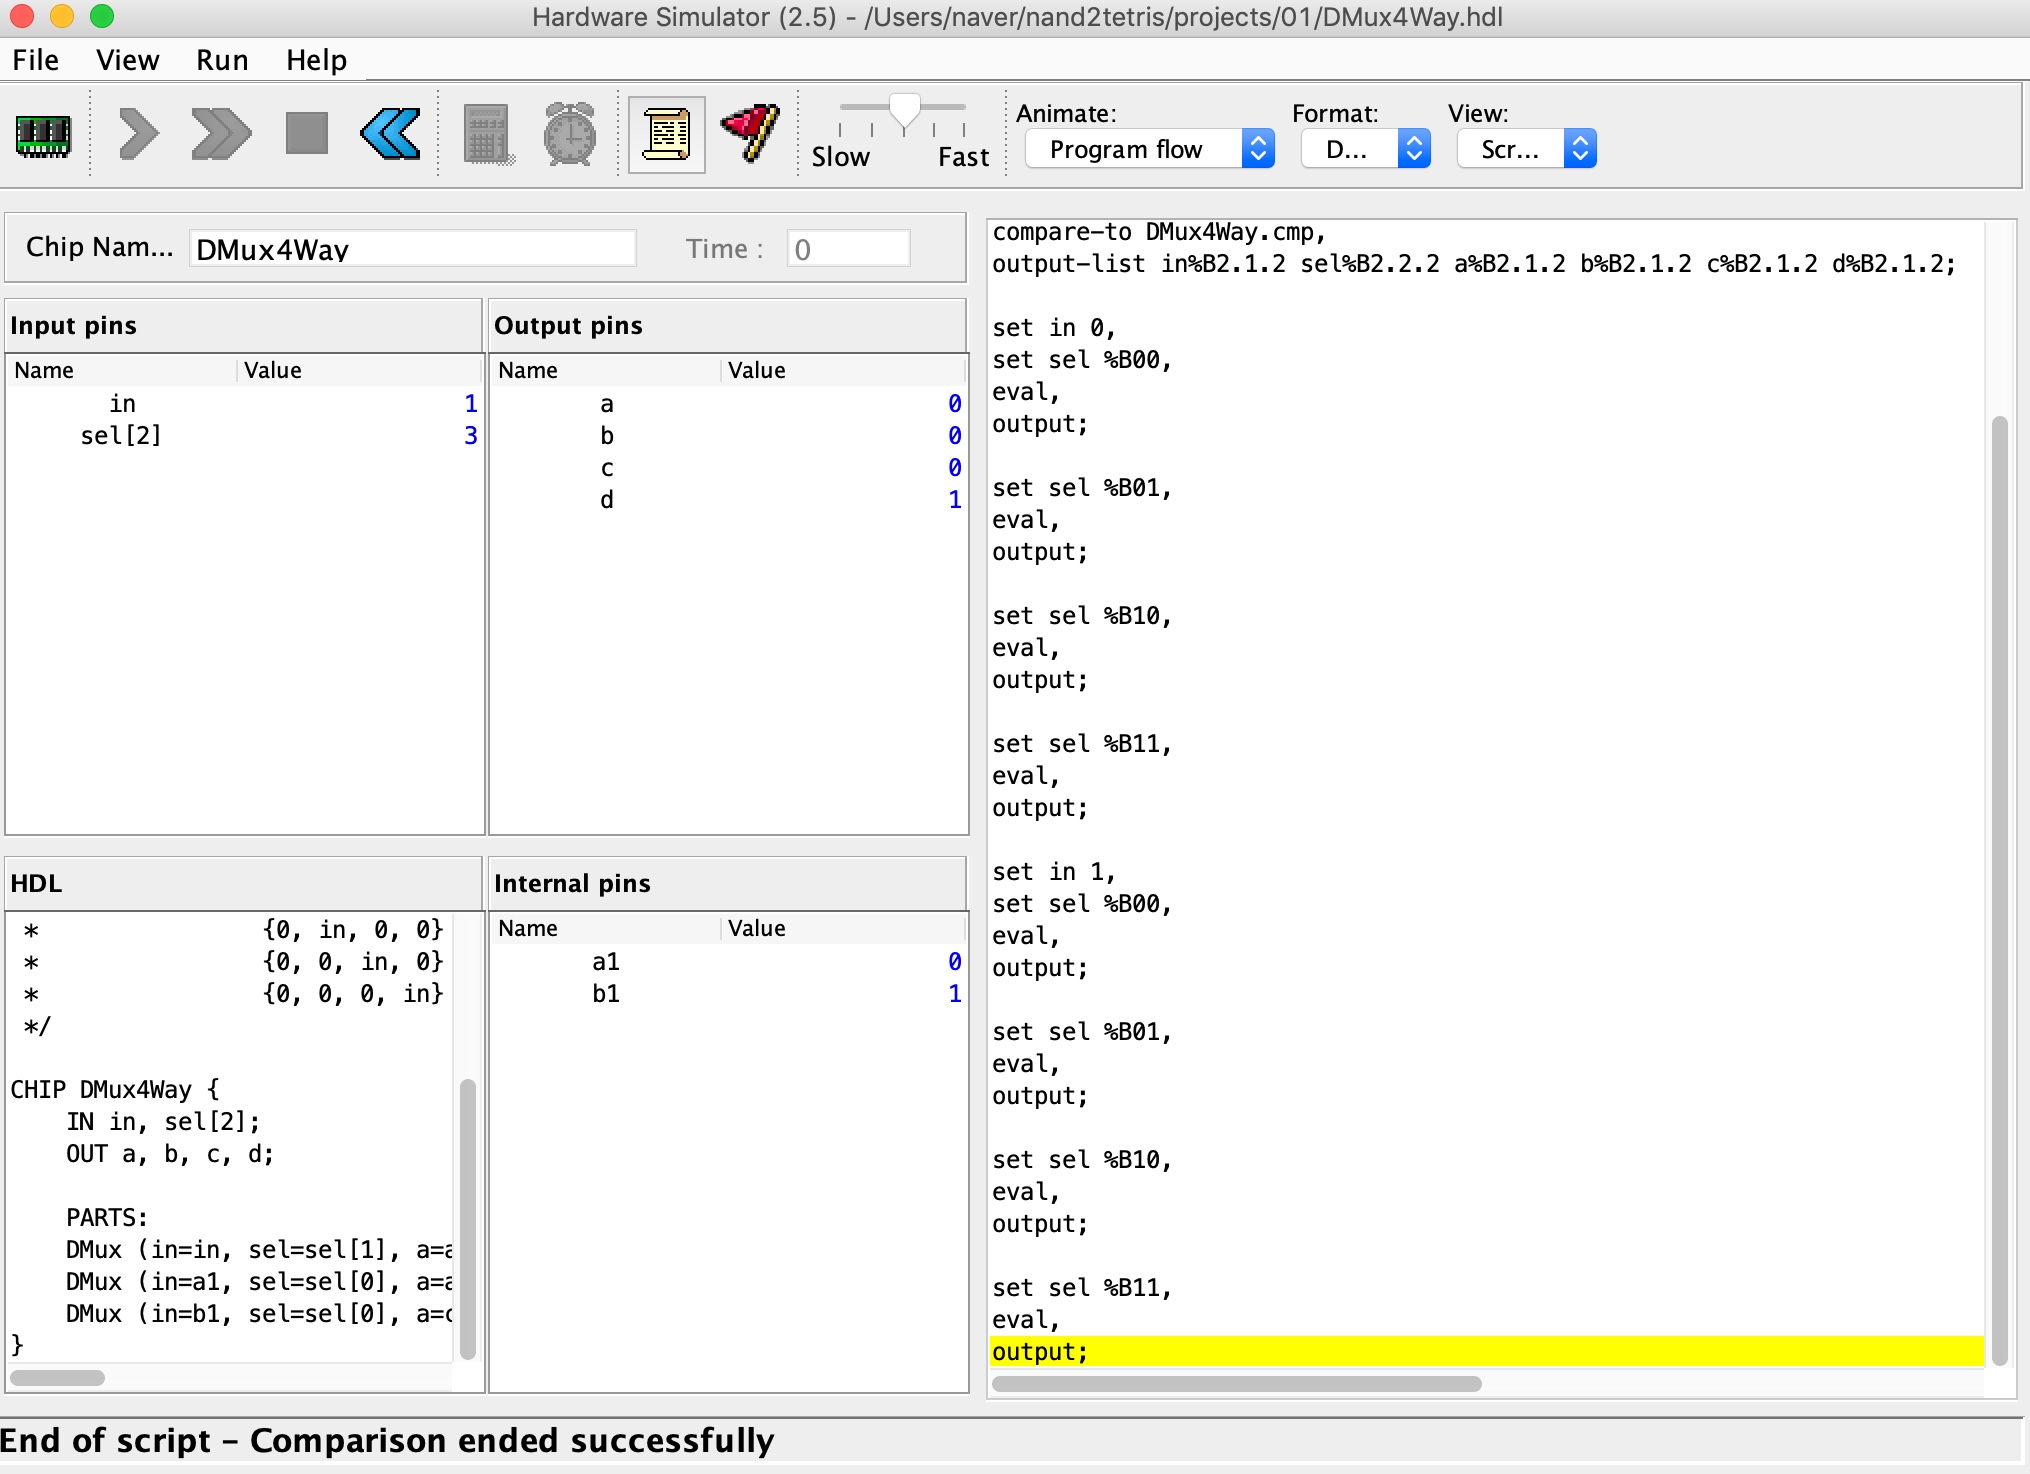 Hardware Simulator (2.5) - /Users/naver/nand2tetris/projects/01/DMux4Way.hdl
File View Run Help
Slow Fast
Animate: Format: View:
Program flow D... Scr...
Chip Nam... DMux4Way Time : 0
Input pins
Name Value
in 1
sel[2] 3
Output pins
Name Value
a 0
b 0
c 0
d 1
HDL
* {0, in, 0, 0}
* {0, 0, in, 0}
* {0, 0, 0, in}
*/
CHIP DMux4Way {
IN in, sel[2];
OUT a, b, c, d;
PARTS:
DMux (in=in, sel=sel[1], a=a
DMux (in=a1, sel=sel[0], a=a
DMux (in=b1, sel=sel[0], a=c
}
Internal pins
Name Value
a1 0
b1 1
compare-to DMux4Way.cmp,
output-list in%B2.1.2 sel%B2.2.2 a%B2.1.2 b%B2.1.2 c%B2.1.2 d%B2.1.2;
set in 0,
set sel %B00,
eval,
output;
set sel %B01,
eval,
output;
set sel %B10,
eval,
output;
set sel %B11,
eval,
output;
set in 1,
set sel %B00,
eval,
output;
set sel %B01,
eval,
output;
set sel %B10,
eval,
output;
set sel %B11,
eval,
output;
End of script – Comparison ended successfully